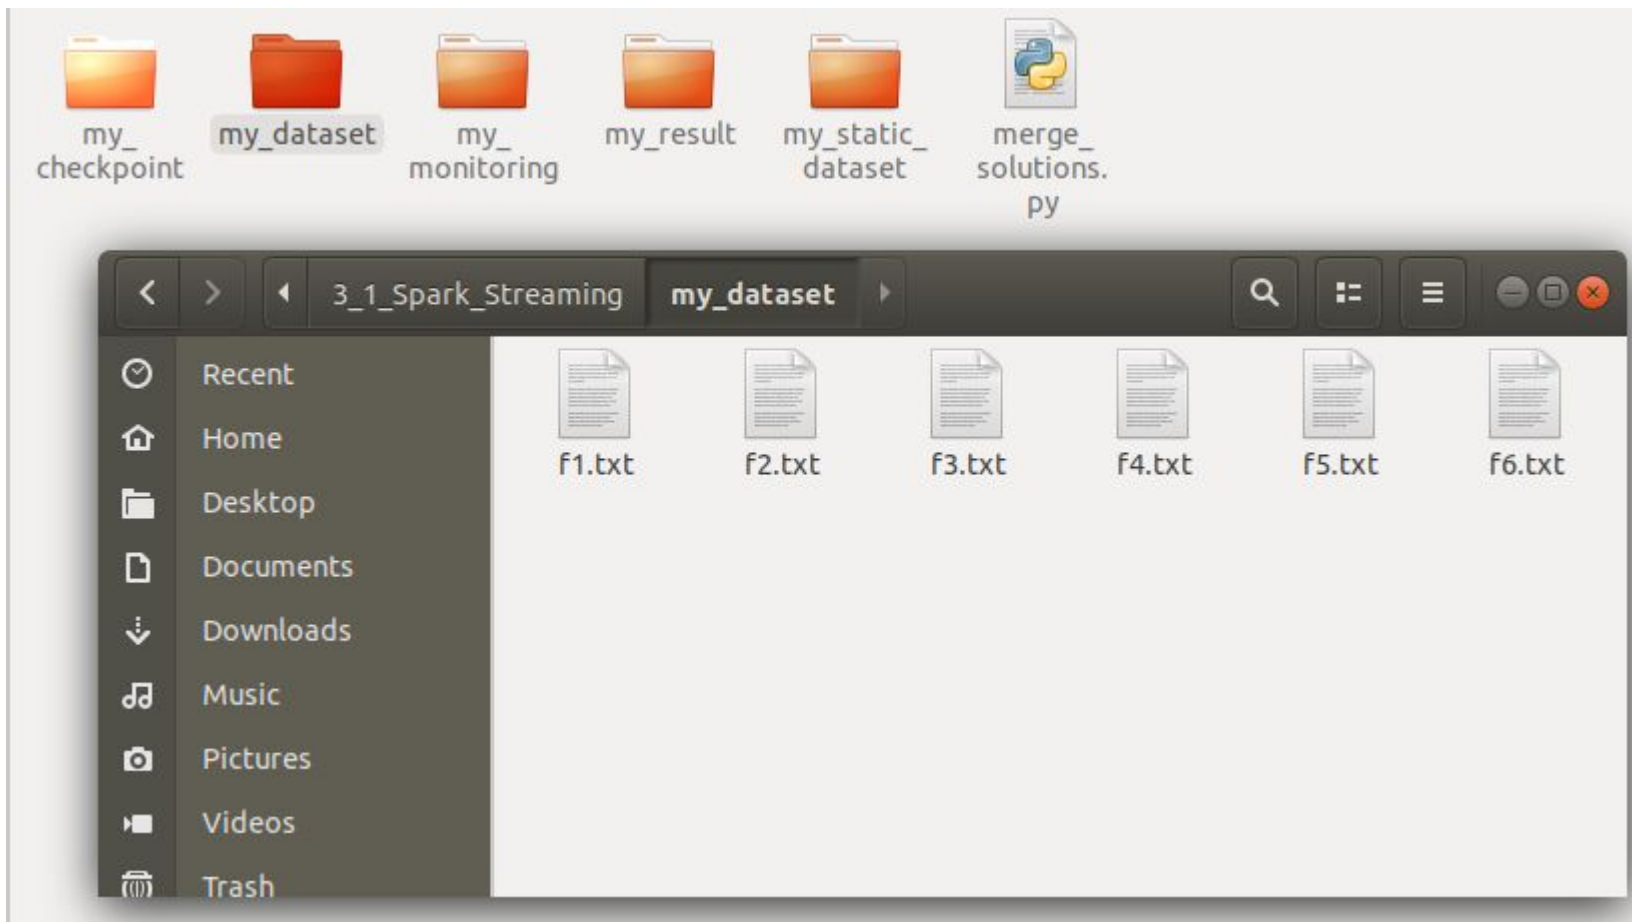 my_ my_dataset my_ my_result my_static_ merge_
checkpoint monitoring dataset solutions.
py
3_1_Spark_Streaming my_dataset
Recent
Home
Desktop
Documents
Downloads
Music
Pictures
Videos
Trash
f1.txt f2.txt f3.txt f4.txt f5.txt f6.txt